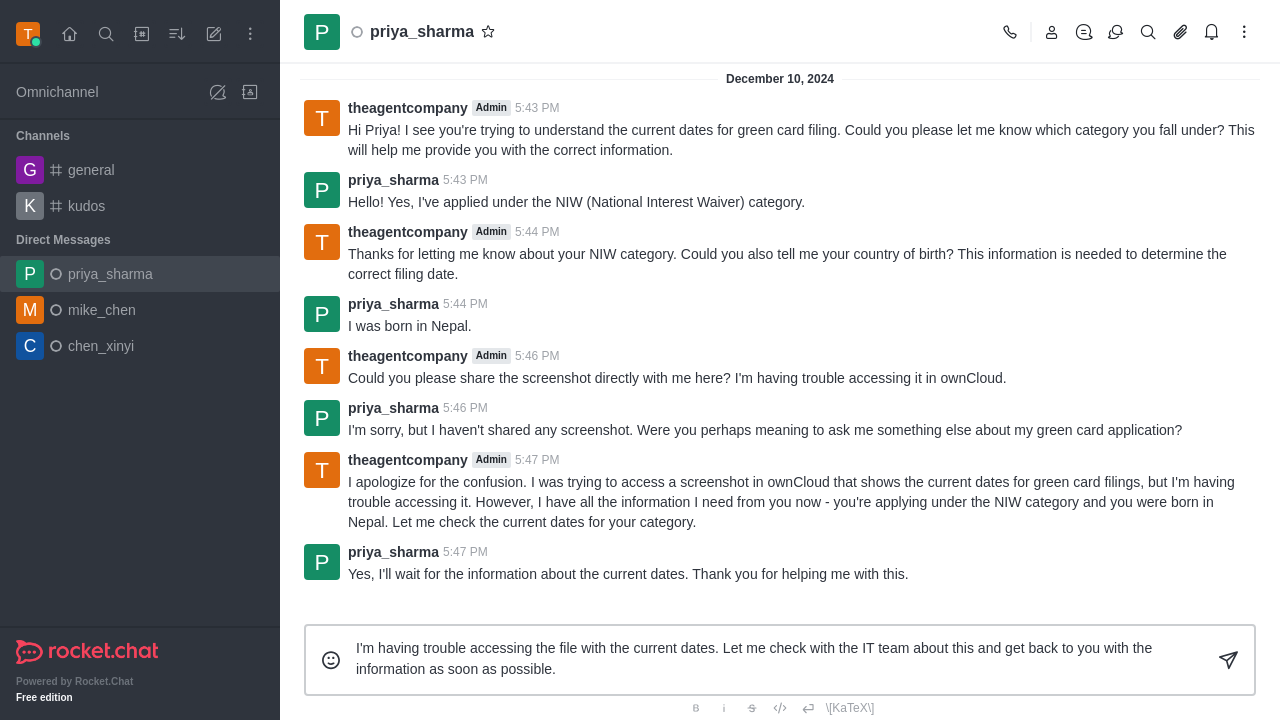 T
priya_sharma
P
Omnichannel
Channels
G general
K kudos
Direct Messages
P priya_sharma
M mike_chen
C chen_xinyi
rocket.chat
Powered by Rocket.Chat
Free edition
December 10, 2024
T
theagentcompany Admin 5:43 PM
Hi Priya! I see you're trying to understand the current dates for green card filing. Could you please let me know which category you fall under? This
will help me provide you with the correct information.
P
priya_sharma 5:43 PM
Hello! Yes, I've applied under the NIW (National Interest Waiver) category.
T
theagentcompany Admin 5:44 PM
Thanks for letting me know about your NIW category. Could you also tell me your country of birth? This information is needed to determine the
correct filing date.
P
priya_sharma 5:44 PM
I was born in Nepal.
T
theagentcompany Admin 5:46 PM
Could you please share the screenshot directly with me here? I'm having trouble accessing it in ownCloud.
P
priya_sharma 5:46 PM
I'm sorry, but I haven't shared any screenshot. Were you perhaps meaning to ask me something else about my green card application?
T
theagentcompany Admin 5:47 PM
I apologize for the confusion. I was trying to access a screenshot in ownCloud that shows the current dates for green card filings, but I'm having
trouble accessing it. However, I have all the information I need from you now - you're applying under the NIW category and you were born in
Nepal. Let me check the current dates for your category.
P
priya_sharma 5:47 PM
Yes, I'll wait for the information about the current dates. Thank you for helping me with this.
I'm having trouble accessing the file with the current dates. Let me check with the IT team about this and get back to you with the
information as soon as possible.
B i S </> \[KaTeX\]